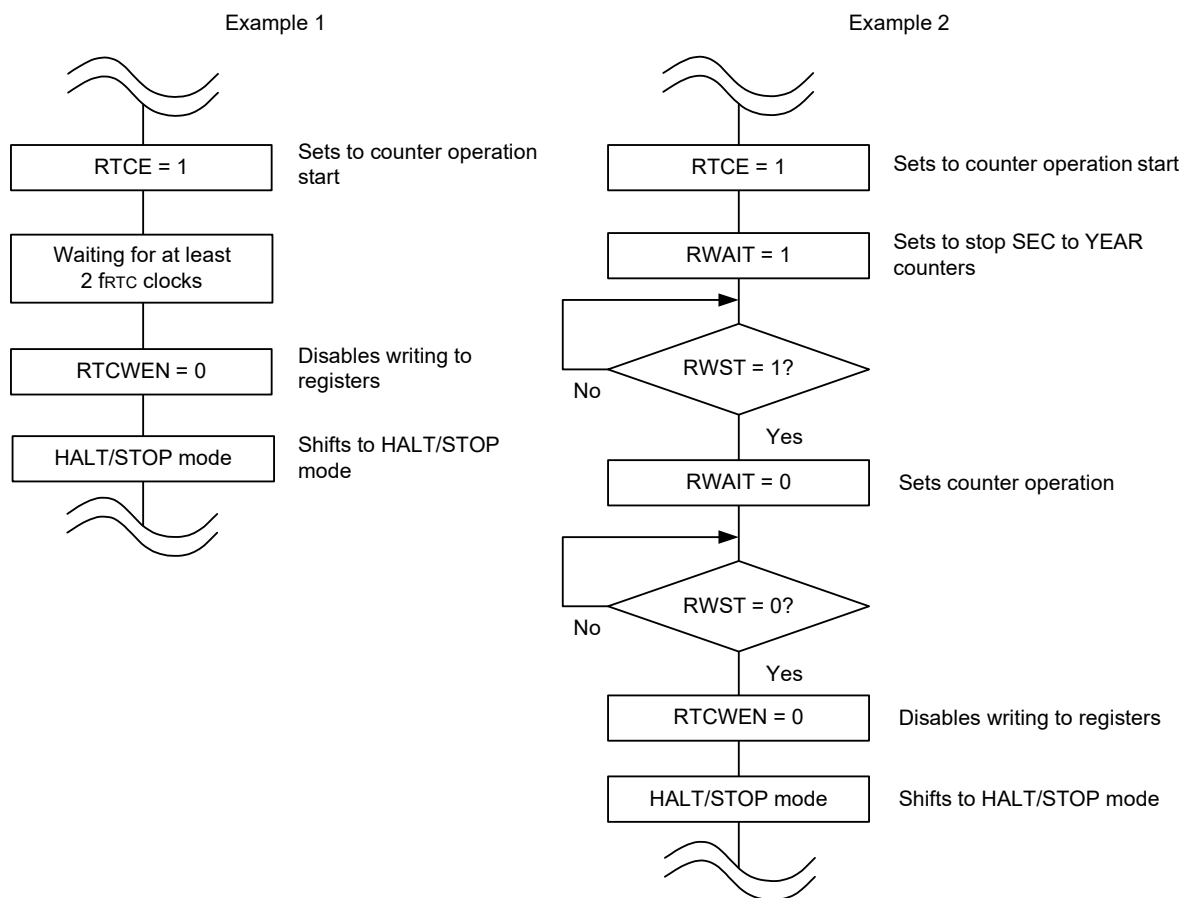 Example 1
RTCE = 1
Sets to counter operation
start
Waiting for at least
2 fRTC clocks
RTCWEN = 0
Disables writing to
registers
HALT/STOP mode
Shifts to HALT/STOP
mode
Example 2
RTCE = 1
Sets to counter operation start
RWAIT = 1
Sets to stop SEC to YEAR
counters
RWST = 1?
No
Yes
RWAIT = 0
Sets counter operation
RWST = 0?
No
Yes
RTCWEN = 0
Disables writing to registers
HALT/STOP mode
Shifts to HALT/STOP mode